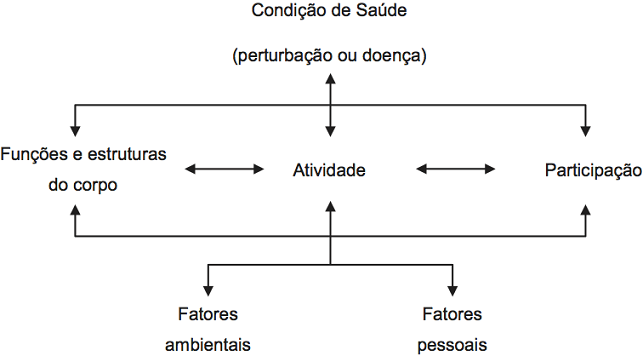 Condição de Saúde
(perturbação ou doença)
Funções e estruturas
do corpo
Atividade
Participação
Fatores
ambientais
Fatores
pessoais